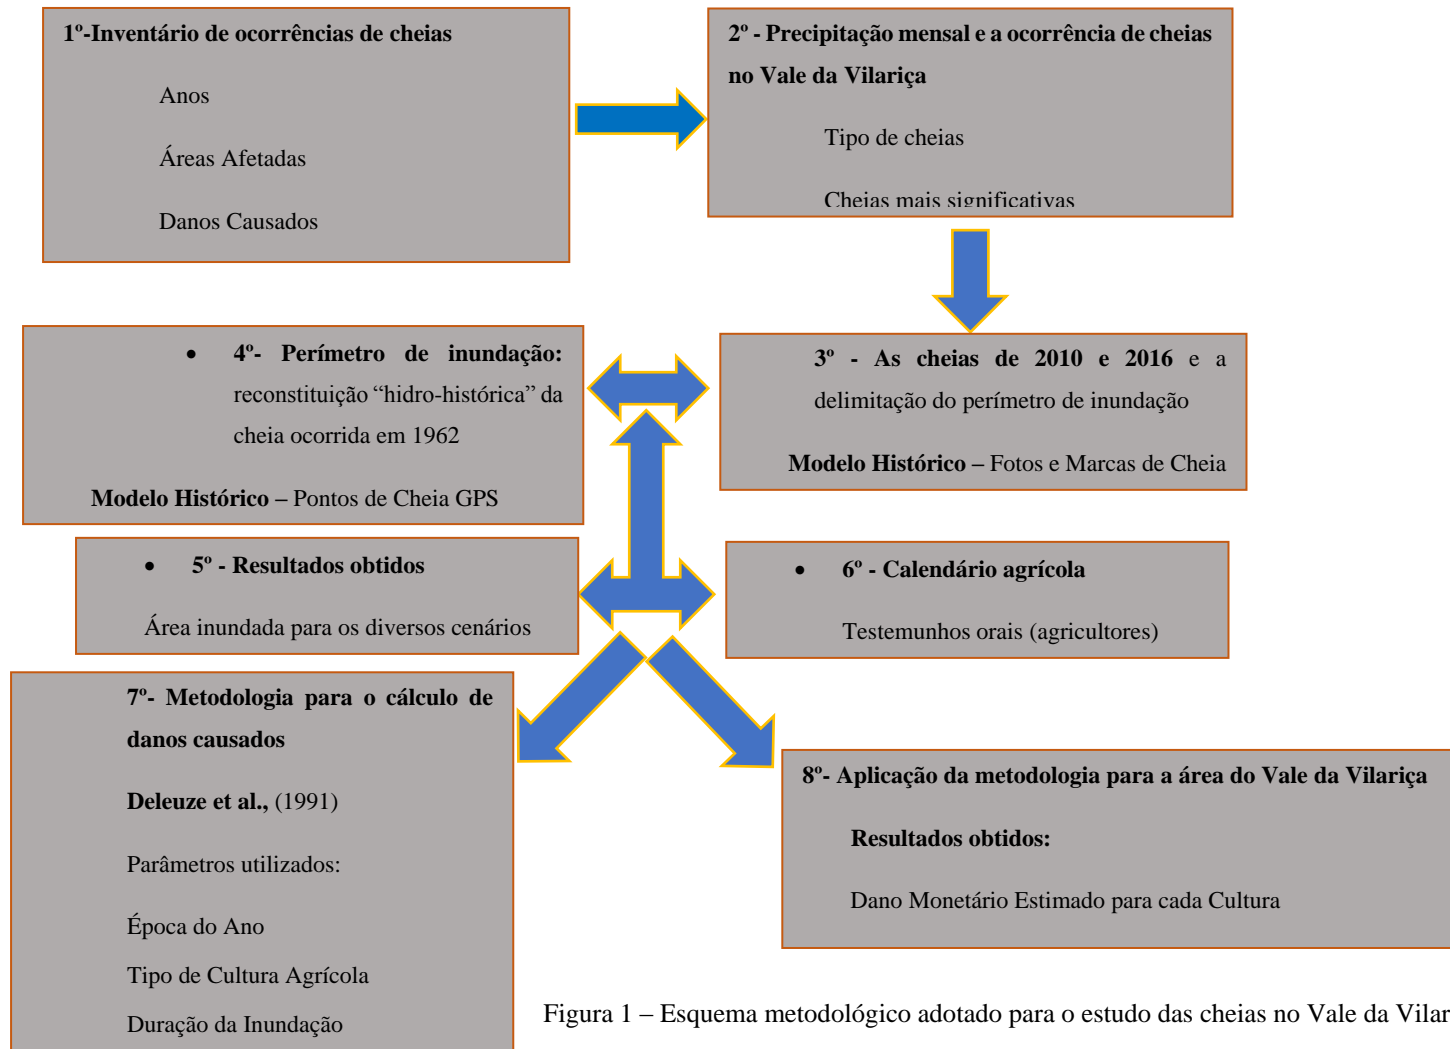 1º-Inventário de ocorrências de cheias
Anos
Áreas Afetadas
Danos Causados
2º - Precipitação mensal e a ocorrência de cheias
no Vale da Vilariça
Tipo de cheias
Cheias mais significativas
3º - As cheias de 2010 e 2016 e a
delimitação do perímetro de inundação
Modelo Histórico – Fotos e Marcas de Cheia
• 4º- Perímetro de inundação:
reconstituição “hidro-histórica” da
cheia ocorrida em 1962
Modelo Histórico – Pontos de Cheia GPS
• 5º - Resultados obtidos
Área inundada para os diversos cenários
• 6º - Calendário agrícola
Testemunhos orais (agricultores)
7º- Metodologia para o cálculo de
danos causados
Deleuze et al., (1991)
Parâmetros utilizados:
Época do Ano
Tipo de Cultura Agrícola
Duração da Inundação
8º- Aplicação da metodologia para a área do Vale da Vilariça
Resultados obtidos:
Dano Monetário Estimado para cada Cultura
Figura 1 – Esquema metodológico adotado para o estudo das cheias no Vale da Vilar